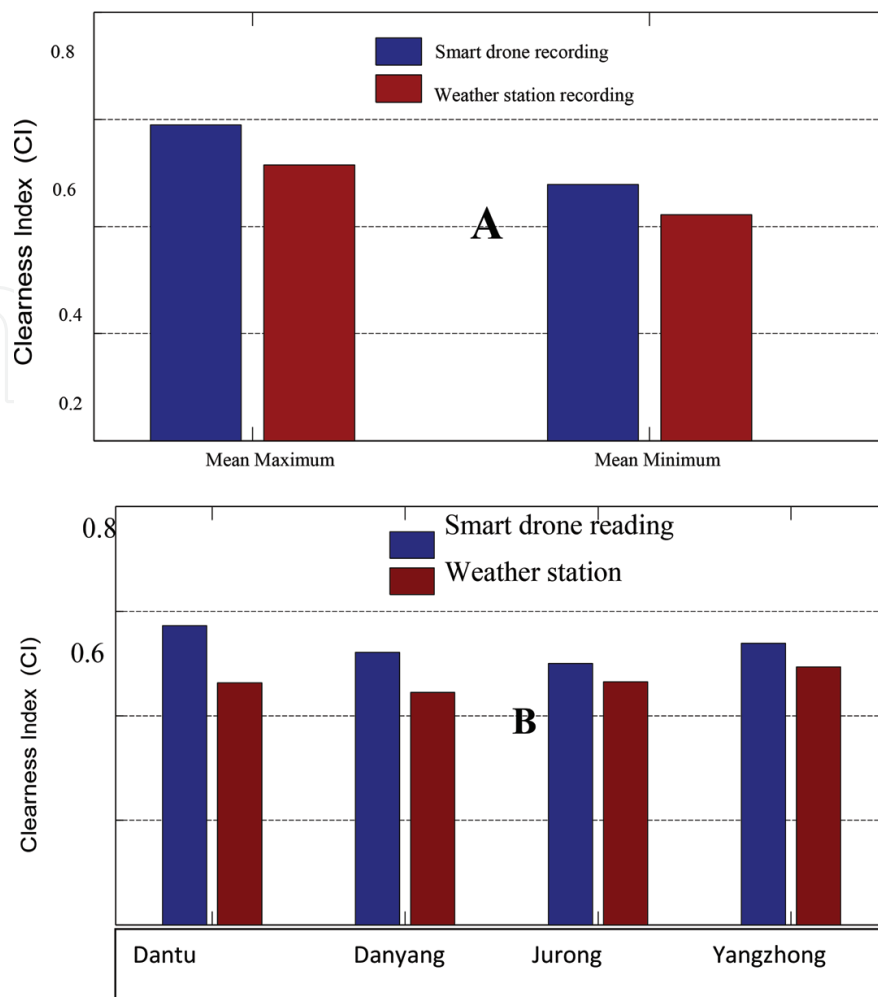 0.8
Smart drone recording
Weather station recording
Clearness Index (CI)
0.6
A
0.4
0.2
Mean Maximum Mean Minimum
0.8
Smart drone reading
Weather station
Clearness Index (CI)
0.6
B
Dantu Danyang Jurong Yangzhong